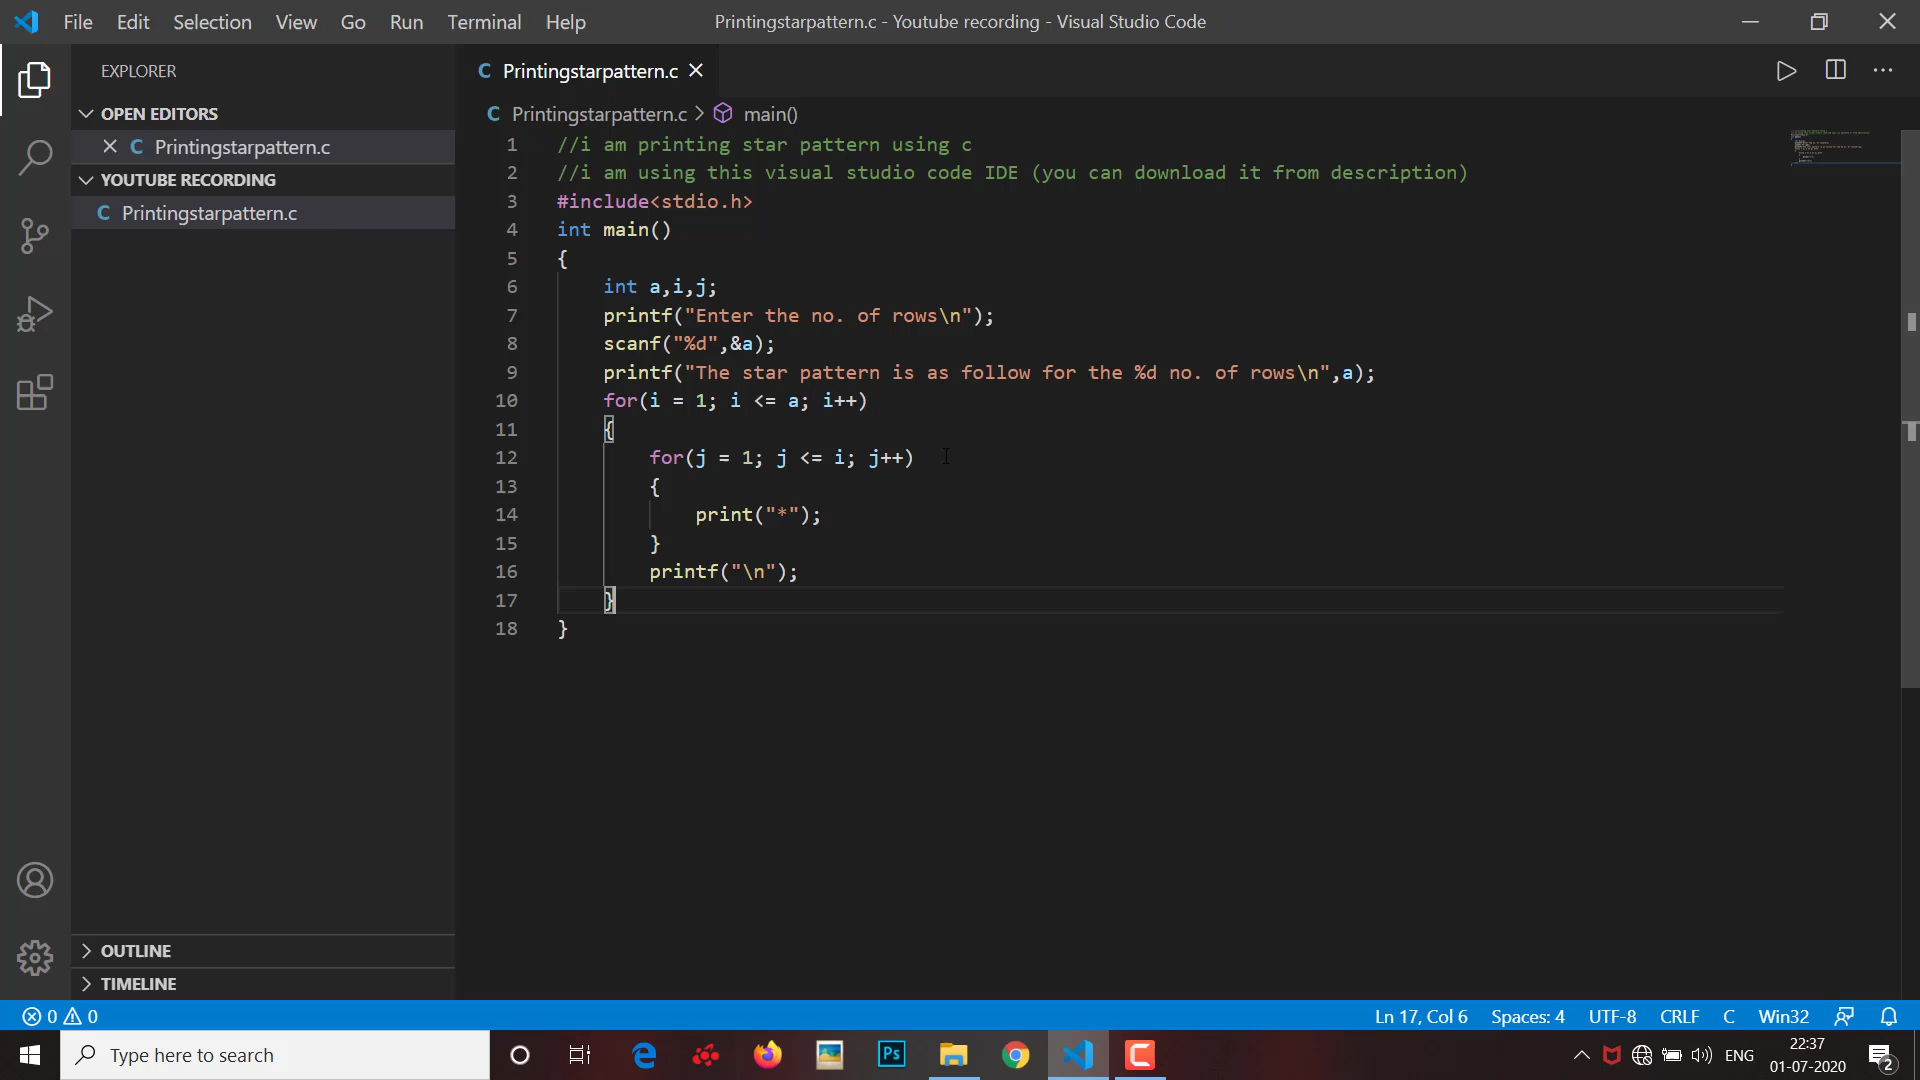 File Edit Selection View Go Run Terminal Help Printingstarpattern.c - Youtube recording - Visual Studio Code
EXPLORER
OPEN EDITORS
C Printingstarpattern.c
YOUTUBE RECORDING
C Printingstarpattern.c
OUTLINE
TIMELINE
C Printingstarpattern.c
C Printingstarpattern.c > main()
1 //i am printing star pattern using c
2 //i am using this visual studio code IDE (you can download it from description)
3 #include<stdio.h>
4 int main()
5 {
6 int a,i,j;
7 printf("Enter the no. of rows\n");
8 scanf("%d",&a);
9 printf("The star pattern is as follow for the %d no. of rows\n",a);
10 for(i = 1; i <= a; i++)
11 {
12 for(j = 1; j <= i; j++)
13 {
14 print("*");
15 }
16 printf("\n");
17 }
18 }
0 0 Ln 17, Col 6 Spaces: 4 UTF-8 CRLF C Win32
Type here to search
Ps
ENG
22:37
01-07-2020
2